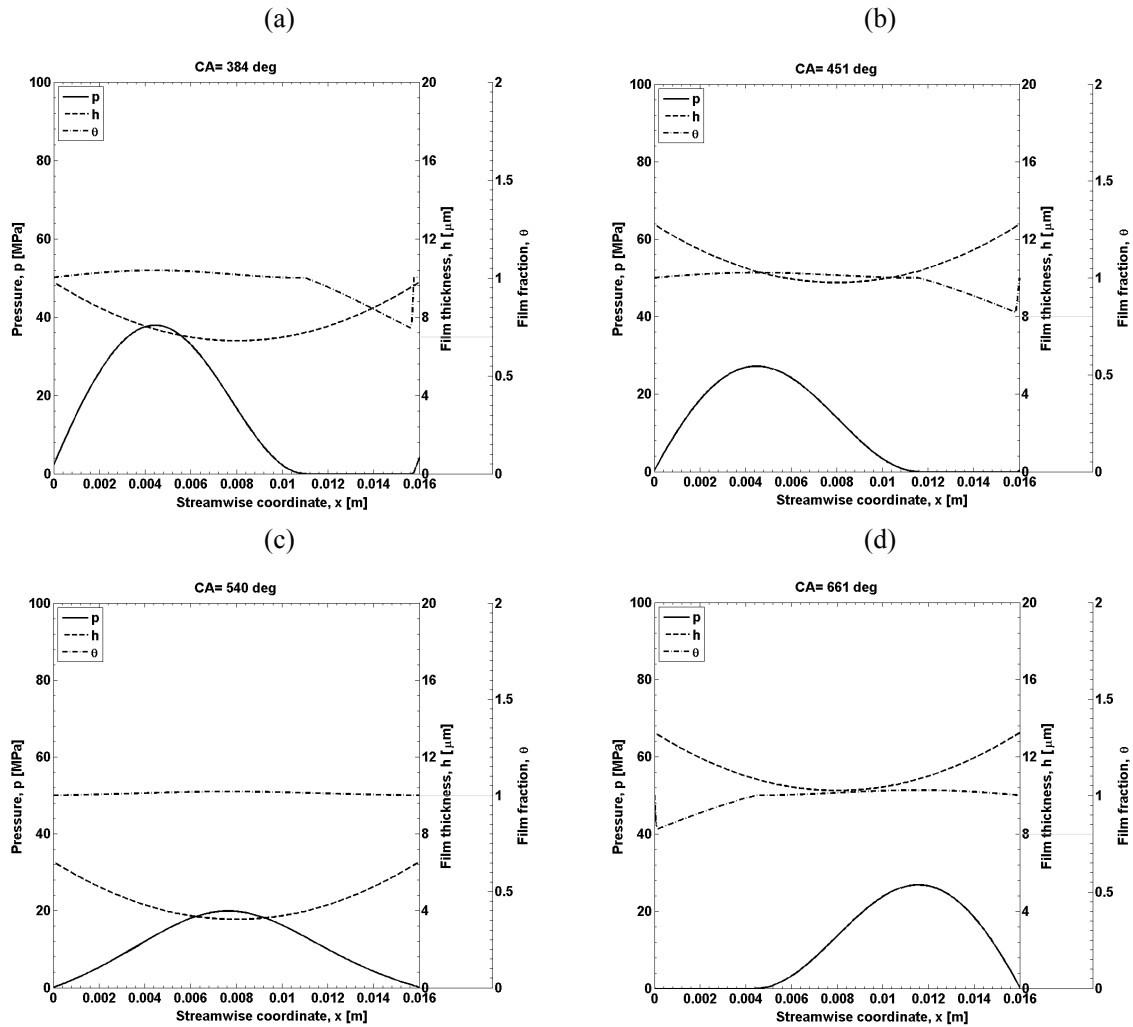 (a)
CA= 384 deg
100
80
60
40
20
0
Pressure, p [MPa]
p
h
θ
20
16
12
8
4
0
Film thickness, h [μm]
2
1.5
1
0.5
0
Film fraction, θ
0 0.002 0.004 0.006 0.008 0.01 0.012 0.014 0.016
Streamwise coordinate, x [m]
(b)
CA= 451 deg
100
80
60
40
20
0
Pressure, p [MPa]
p
h
θ
20
16
12
8
4
0
Film thickness, h [μm]
2
1.5
1
0.5
0
Film fraction, θ
0 0.002 0.004 0.006 0.008 0.01 0.012 0.014 0.016
Streamwise coordinate, x [m]
(c)
CA= 540 deg
100
80
60
40
20
0
Pressure, p [MPa]
p
h
θ
20
16
12
8
4
0
Film thickness, h [μm]
2
1.5
1
0.5
0
Film fraction, θ
0 0.002 0.004 0.006 0.008 0.01 0.012 0.014 0.016
Streamwise coordinate, x [m]
(d)
CA= 661 deg
100
80
60
40
20
0
Pressure, p [MPa]
p
h
θ
20
16
12
8
4
0
Film thickness, h [μm]
2
1.5
1
0.5
0
Film fraction, θ
0 0.002 0.004 0.006 0.008 0.01 0.012 0.014 0.016
Streamwise coordinate, x [m]